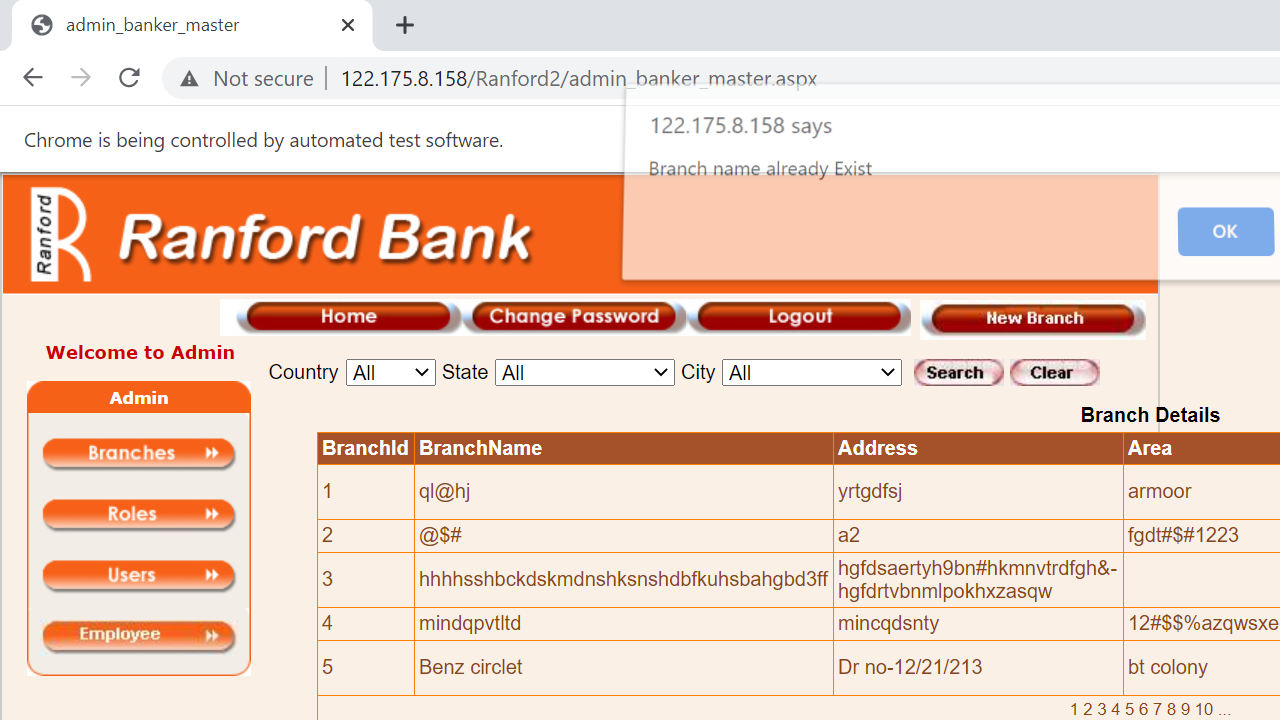 admin_banker_master
Not secure 122.175.8.158/Ranford2/admin_banker_master.aspx
Chrome is being controlled by automated test software.
122.175.8.158 says
Branch name already Exist
OK
Ranford
Ranford Bank
Home Change Password Logout New Branch
Welcome to Admin
Country All State All City All Search Clear
Admin
Branches
Roles
Users
Employee
Branch Details
BranchId BranchName Address Area
1 ql@hj yrtgdfsj armoor
2 @$# a2 fgdt#$#1223
3 hhhhsshbckdskmdnshksnshdbfkuhsbahgbd3ff hgfdsaertyh9bn#hkmnvtrdfgh&-
hgfdrtvbnmlpokhxzasqw
4 mindqpvtltd mincqdsnty 12#$$%azqwsxe
5 Benz circlet Dr no-12/21/213 bt colony
1 2 3 4 5 6 7 8 9 10 ...